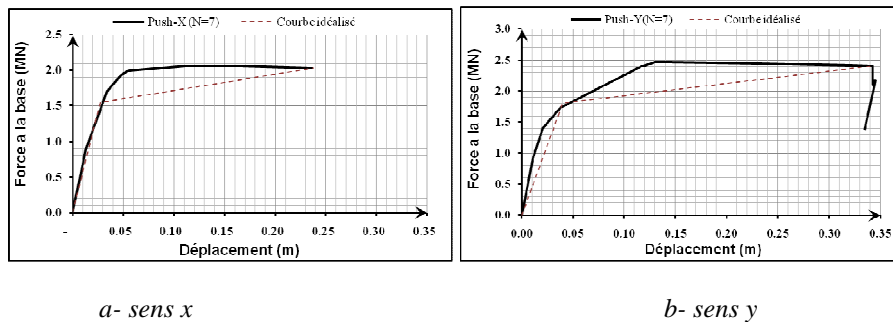 Push-X (N=7) Courbe idéalisé
Force a la base (MN)
2.5
2.0
1.5
1.0
0.5
0.0
- 0.05 0.10 0.15 0.20 0.25 0.30 0.35
Déplacement (m)
Push-Y(N=7) Courbe idéalisé
Force a la base (MN)
3.0
2.5
2.0
1.5
1.0
0.5
0.0
0.00 0.05 0.10 0.15 0.20 0.25 0.30 0.35
Déplacement (m)
a- sens x
b- sens y